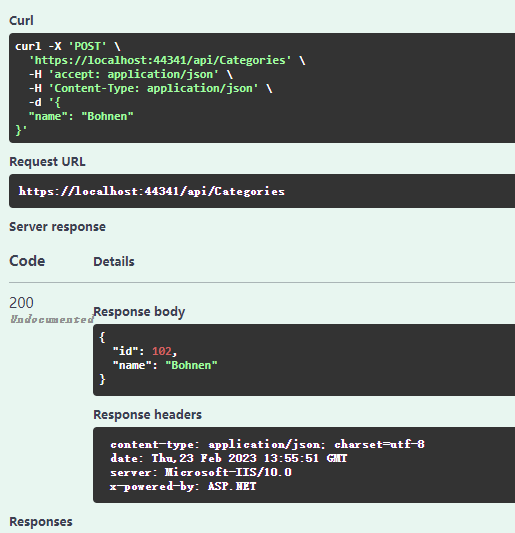 Curl
curl -X 'POST' \
'https://localhost:44341/api/Categories' \
-H 'accept: application/json' \
-H 'Content-Type: application/json' \
-d '{
"name": "Bohnen"
}'
Request URL
https://localhost:44341/api/Categories
Server response
Code Details
200
Undocumented
Response body
{
"id": 102,
"name": "Bohnen"
}
Response headers
content-type: application/json; charset=utf-8
date: Thu,23 Feb 2023 13:55:51 GMT
server: Microsoft-IIS/10.0
x-powered-by: ASP.NET
Responses